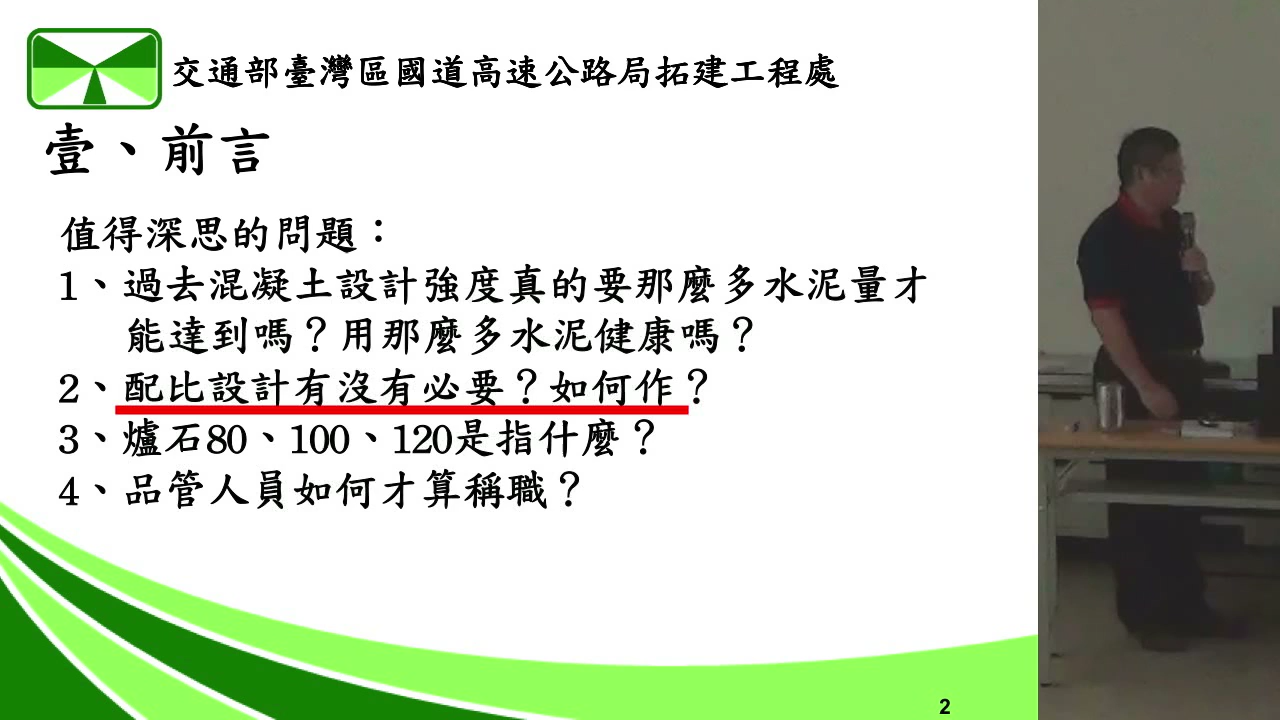 交通部臺灣區國道高速公路局拓建工程處
壹、前言
值得深思的問題：
1、過去混凝土設計強度真的要那麼多水泥量才
能達到嗎？用那麼多水泥健康嗎？
2、配比設計有沒有必要？如何作？
3、爐石80、100、120是指什麼？
4、品管人員如何才算稱職？
2